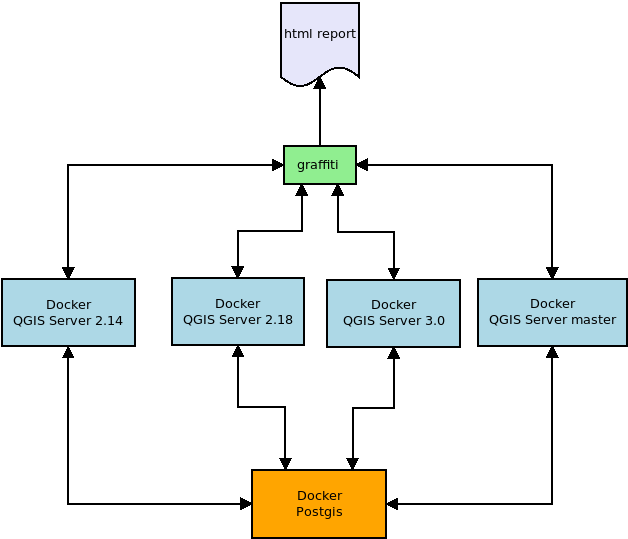 html report
graffiti
Docker
QGIS Server 2.14
Docker
QGIS Server 2.18
Docker
QGIS Server 3.0
Docker
QGIS Server master
Docker
Postgis